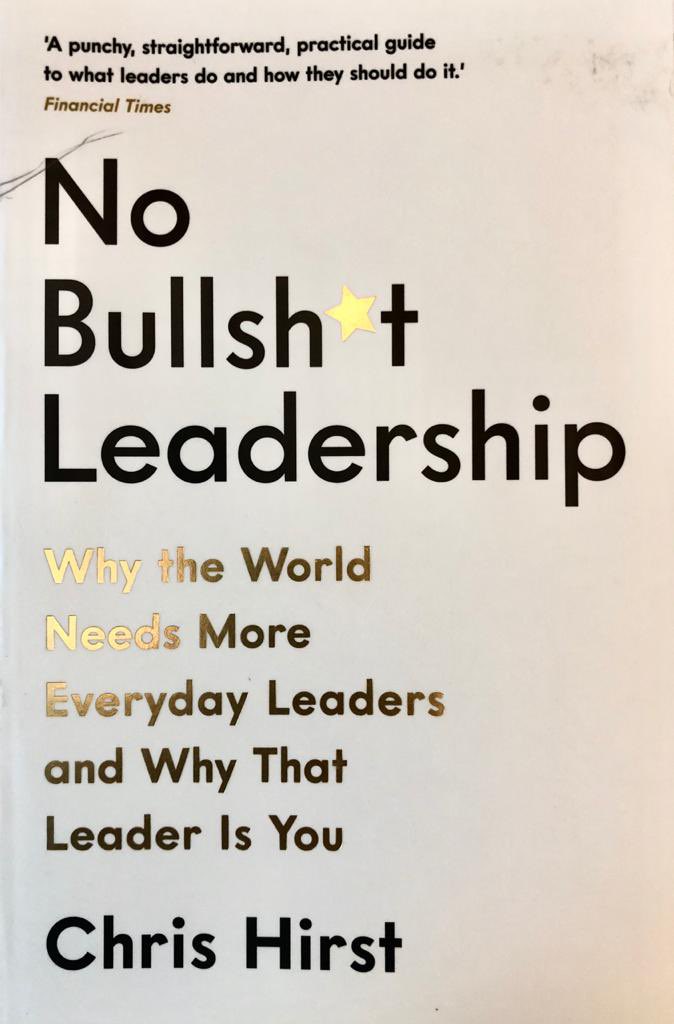 'A punchy, straightforward, practical guide
to what leaders do and how they should do it.'
Financial Times
No
Bullsh*t
Leadership
Why the World
Needs More
Everyday Leaders
and Why That
Leader Is You
Chris Hirst